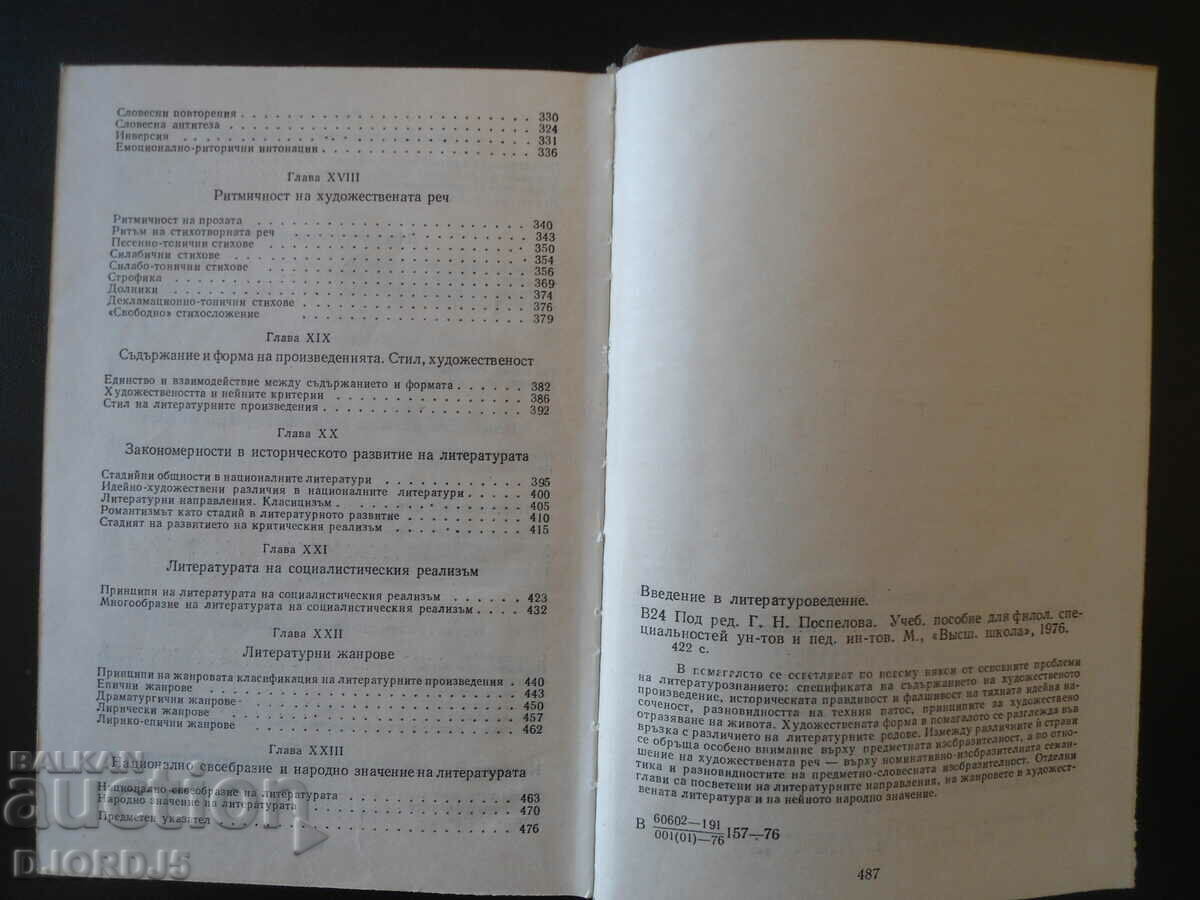 Словесни повторения . . . 330
Словесна антитеза . . . 324
Инверсия . . . 331
Емоционално-риторични интонации . . . 336
Глава XVIII
Ритмичност на художествената реч
Ритмичност на прозата . . . 340
Ритъм на стихотворната реч . . . 343
Песенно-тонични стихове . . . 350
Силабични стихове . . . 354
Силабо-тонични стихове . . . 356
Строфика . . . 369
Долники . . . 374
Декламационно-тонични стихове . . . 376
«Свободно» стихосложение . . . 379
Глава XIX
Съдържание и форма на произведенията. Стил, художественост
Единство и взаимодействие между съдържанието и формата . . . 382
Художествеността и нейните критерии . . . 386
Стил на литературните произведения . . . 392
Глава XX
Закономерности в историческото развитие на литературата
Стадийни общности в националните литератури . . . 395
Идейно-художествени различия в националните литератури . . . 400
Литературни направления. Класицизъм . . . 405
Романтизмът като стадий в литературното развитие . . . 410
Стадият на развитието на критическия реализъм . . . 415
Глава XXI
Литературата на социалистическия реализъм
Принципи на литературата на социалистическия реализъм . . . 423
Многообразие на литературата на социалистическия реализъм . . . 432
Глава XXII
Литературни жанрове
Принципи на жанровата класификация на литературните произведения . 440
Епични жанрове . . . 443
Драматургични жанрове . . . 450
Лирически жанрове . . . 457
Лирико-епични жанрове . . . 462
Глава XXIII
Национално своебразие и народно значение на литературата
Национално своебразие на литературата . . . 463
Народно значение на литературата . . . 470
Предметен указател . . . 476
Введение в литературоведение.
В24 Под ред. Г. Н. Поспелова. Учеб. пособие для филол. спе-
циальностей ун-тов и пед. ин-тов. М., «Высш. школа», 1976.
422 с.
В се осветляват по новому някои от основните проблеми
на литературознанието: спецификата на съдържанието на художественото
произведение, историческата правдивост и фалшивост на тяхната идейна на-
соченост, разновидността на техния патос, принципите за художествено
отразяване на живота. Художествената форма в помагалото се разглежда във
връзка с различието на литературните родове. Измежду различните ѝ страни
се обръща особено внимание върху предметната изобразителност, а по отно-
шение на художествената реч — върху номинативно-изобразителната семан-
тика и разновидностите на предметно-словесната изобразителност. Отделни
глави са посветени на литературните направления, на жанровете в художест-
вената литература и на нейното народно значение.
В 60602—191
001(01)—76 157—76
487
BALKAN
auction
DJORDJ5